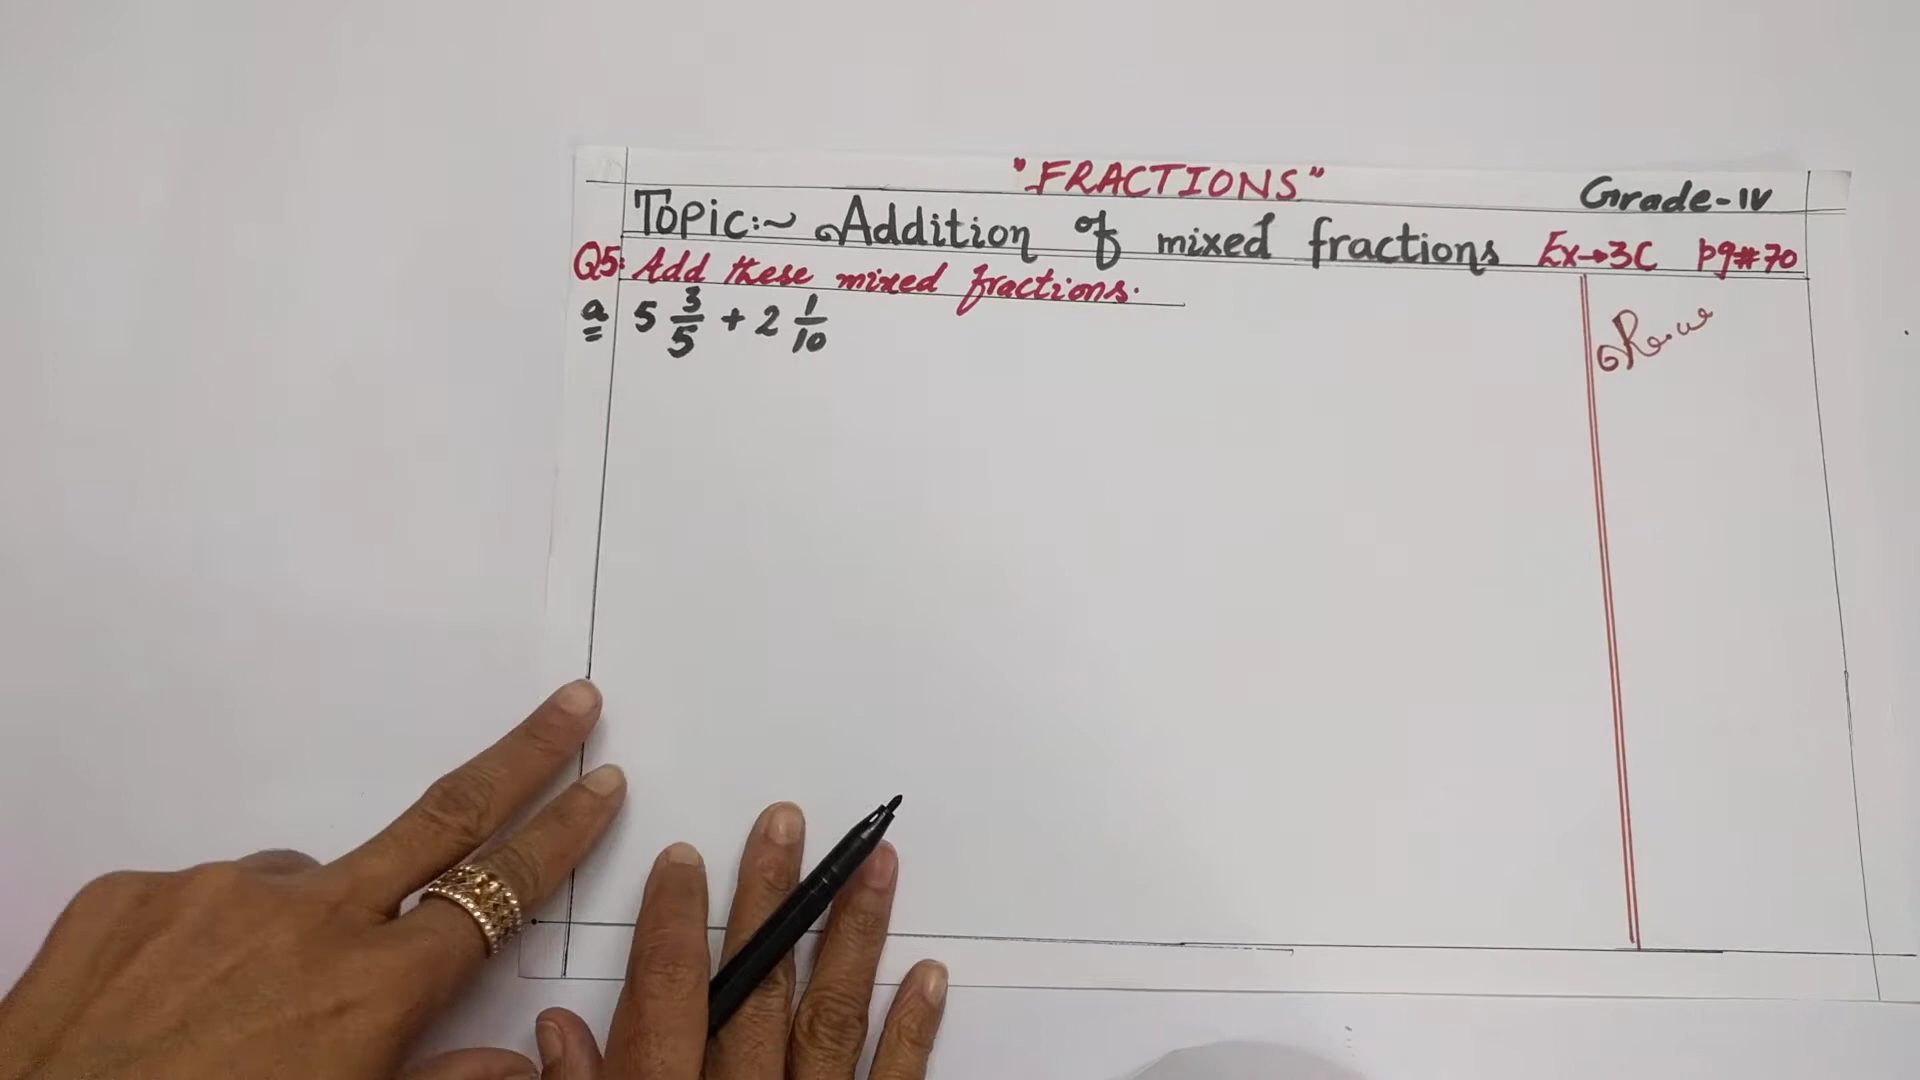 "FRACTIONS"
Grade-IV
Topic:~ Addition of mixed fractions Ex→3C Pg#70
Q5: Add these mixed fractions.
a 5 3/5 + 2 1/10